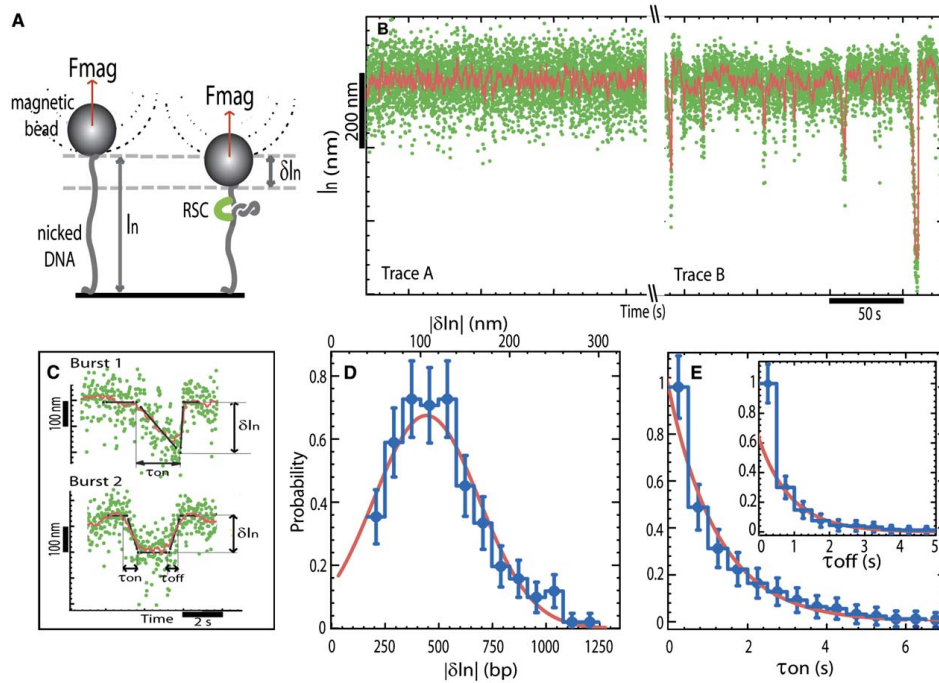 A
Fmag
magnetic
bead
Fmag
δln
RSC
ln
nicked
DNA
B
ln (nm)
200 nm
Trace A
Trace B
Time (s)
50 s
C
Burst 1
100 nm
δln
τon
Burst 2
100 nm
δln
τon
τoff
Time
2 s
|δln| (nm)
0 100 200 300
D
Probability
0.8
0.6
0.4
0.2
0
0 250 500 750 1000 1250
|δln| (bp)
E
1
0.8
0.6
0.4
0.2
0
0 2 4 6
τon (s)
1
0.8
0.6
0.4
0.2
0
0 1 2 3 4 5
τoff (s)